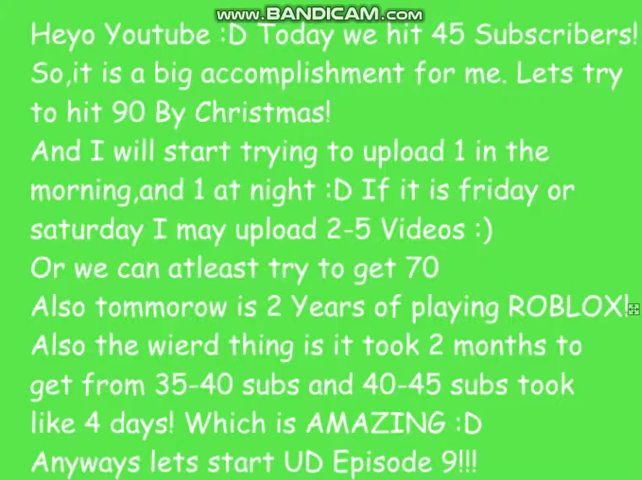 www.BANDICAM.com
Heyo Youtube :D Today we hit 45 Subscribers!
So,it is a big accomplishment for me. Lets try
to hit 90 By Christmas!
And I will start trying to upload 1 in the
morning,and 1 at night :D If it is friday or
saturday I may upload 2-5 Videos :)
Or we can atleast try to get 70
Also tommorow is 2 Years of playing ROBLOX!
Also the wierd thing is it took 2 months to
get from 35-40 subs and 40-45 subs took
like 4 days! Which is AMAZING :D
Anyways lets start UD Episode 9!!!